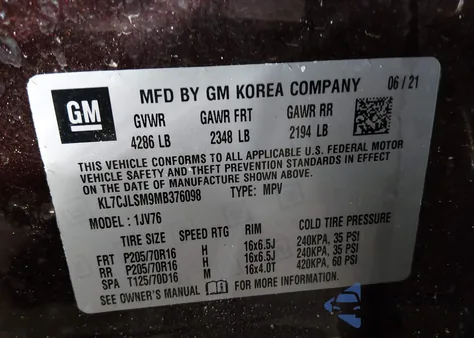 GM
MFD BY GM KOREA COMPANY 06/21
GVWR GAWR FRT GAWR RR
4286 LB 2348 LB 2194 LB
THIS VEHICLE CONFORMS TO ALL APPLICABLE U.S. FEDERAL MOTOR
VEHICLE SAFETY AND THEFT PREVENTION STANDARDS IN EFFECT
ON THE DATE OF MANUFACTURE SHOWN ABOVE.
KL7CJLSM9MB376098 TYPE: MPV
MODEL: 1JV76
TIRE SIZE SPEED RTG RIM COLD TIRE PRESSURE
FRT P205/70R16 H 16x6.5J 240KPA, 35 PSI
RR P205/70R16 H 16x6.5J 240KPA, 35 PSI
SPA T125/70D16 M 16x4.0T 420KPA, 60 PSI
SEE OWNER'S MANUAL FOR MORE INFORMATION